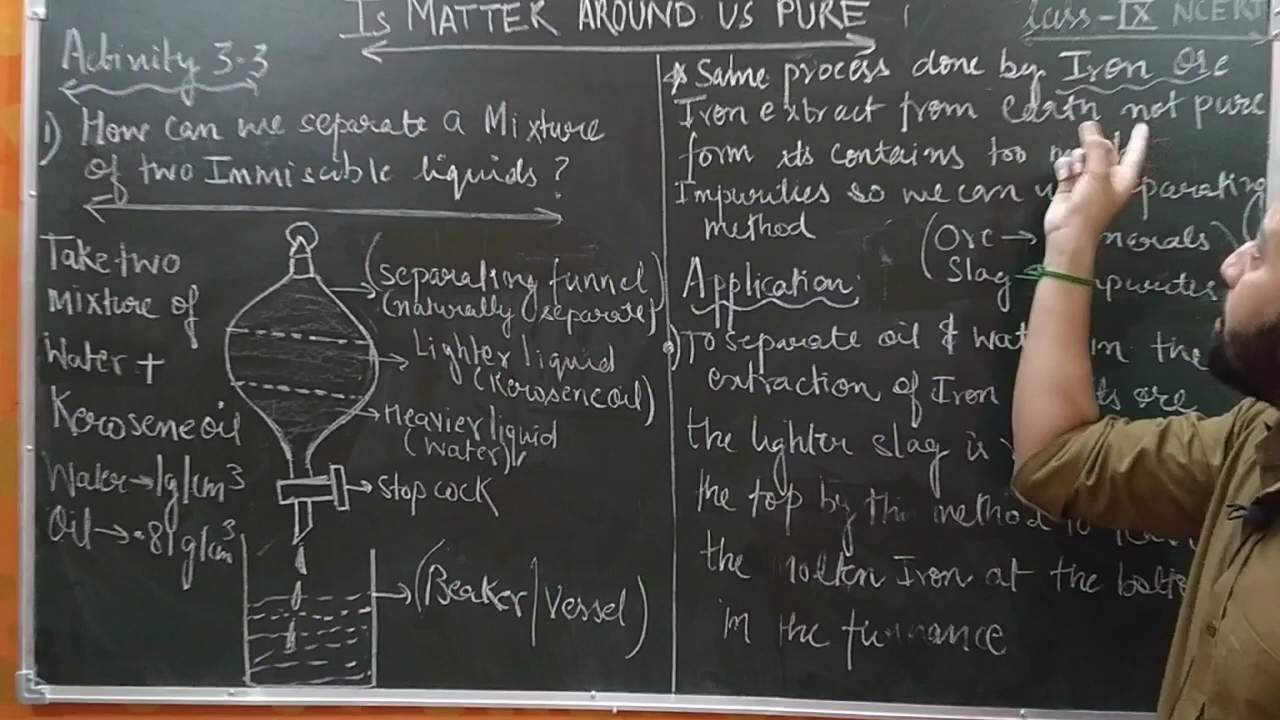 IS MATTER AROUND US PURE
Class-IX NCERT
Activity 3.3
1) How can we separate a Mixture
of two Immiscible liquids?
Take two
Mixture of
Water +
Kerosene oil
Water → 1g/cm³
Oil → .81g/cm³
(separating funnel)
(naturally separate)
Lighter liquid
(Kerosene oil)
Heavier liquid
(Water)
stop cock
(Beaker | Vessel)
* Same process done by Iron Ore
Iron extract from earth not pure
form its contains too
Impurities so we can
method
(Ore →
Slag →
Application:
1) To separate oil & in the
extraction of Iron
the lighter slag is
the top by this method to
the molten Iron at the
in the furnance